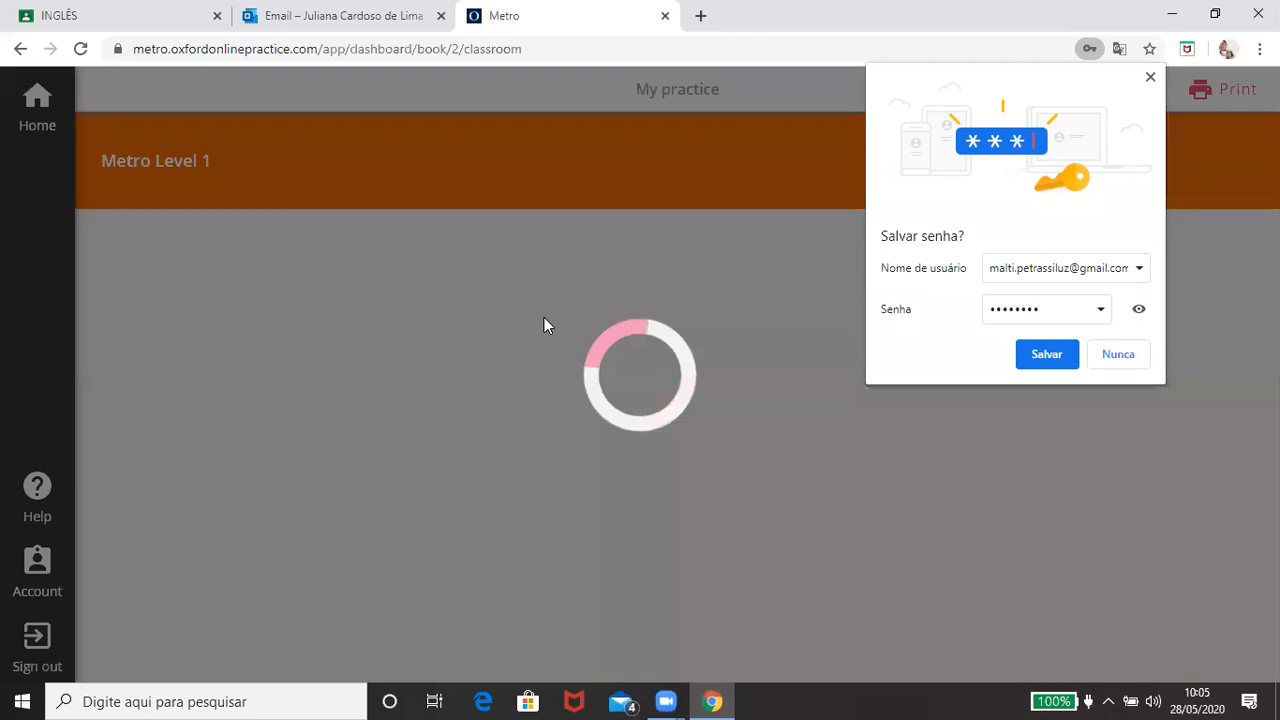 INGLÊS
Email – Juliana Cardoso de Lima
Metro
metro.oxfordonlinepractice.com/app/dashboard/book/2/classroom
My practice
Print
Home
Metro Level 1
* * *
Salvar senha?
Nome de usuário
malti.petrassiluz@gmail.com
Senha
••••••••
Salvar
Nunca
Help
Account
Sign out
Digite aqui para pesquisar
4
100%
10:05
28/05/2020